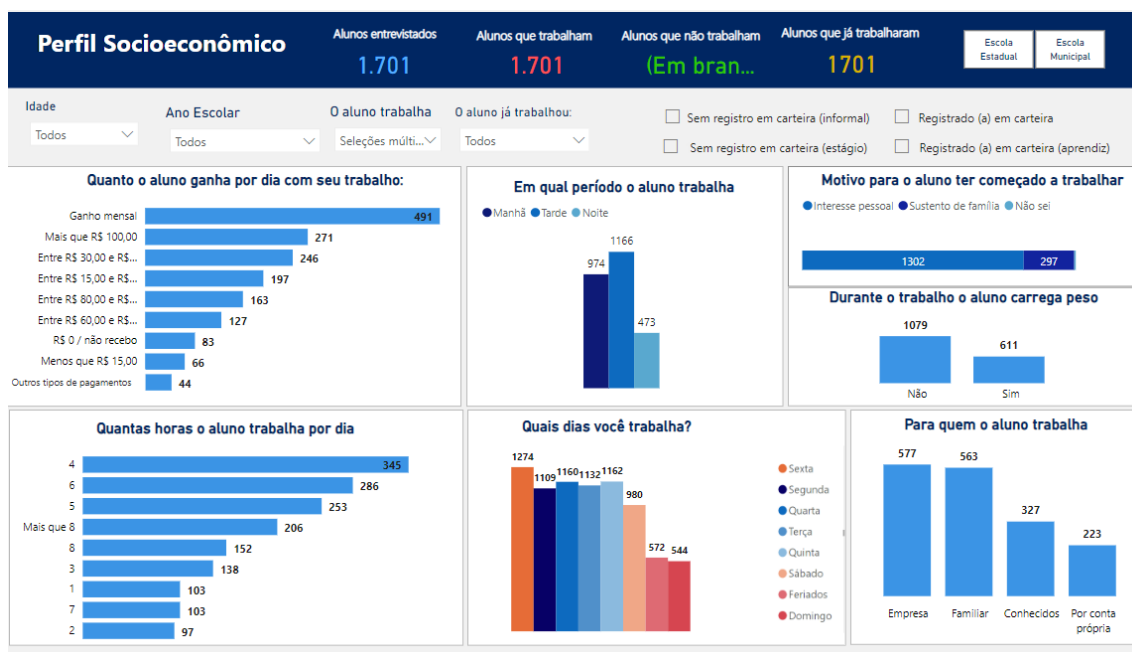 Perfil Socioeconômico
Alunos entrevistados
1.701
Alunos que trabalham
1.701
Alunos que não trabalham
(Em bran...
Alunos que já trabalharam
1701
Escola
Estadual
Escola
Municipal
Idade
Todos
Ano Escolar
Todos
O aluno trabalha
Seleções múlti...
O aluno já trabalhou:
Todos
Sem registro em carteira (informal)
Registrado (a) em carteira
Sem registro em carteira (estágio)
Registrado (a) em carteira (aprendiz)
Quanto o aluno ganha por dia com seu trabalho:
Ganho mensal 491
Mais que R$ 100,00 271
Entre R$ 30,00 e R$... 246
Entre R$ 15,00 e R$... 197
Entre R$ 80,00 e R$... 163
Entre R$ 60,00 e R$... 127
R$ 0 / não recebo 83
Menos que R$ 15,00 66
Outros tipos de pagamentos 44
Em qual período o aluno trabalha
Manhã Tarde Noite
1166
974
473
Motivo para o aluno ter começado a trabalhar
Interesse pessoal Sustento de família Não sei
1302 297
Durante o trabalho o aluno carrega peso
1079
611
Não Sim
Quantas horas o aluno trabalha por dia
4 345
6 286
5 253
Mais que 8 206
8 152
3 138
1 103
7 103
2 97
Quais dias você trabalha?
1274
1109 1160 1132 1162
980
572 544
Sexta
Segunda
Quarta
Terça
Quinta
Sábado
Feriados
Domingo
Para quem o aluno trabalha
577 563
327
223
Empresa Familiar Conhecidos Por conta
própria